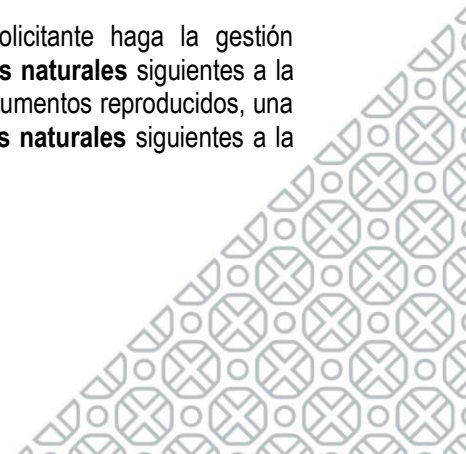 olicitante haga la gestión
s naturales siguientes a la
umentos reproducidos, una
s naturales siguientes a la